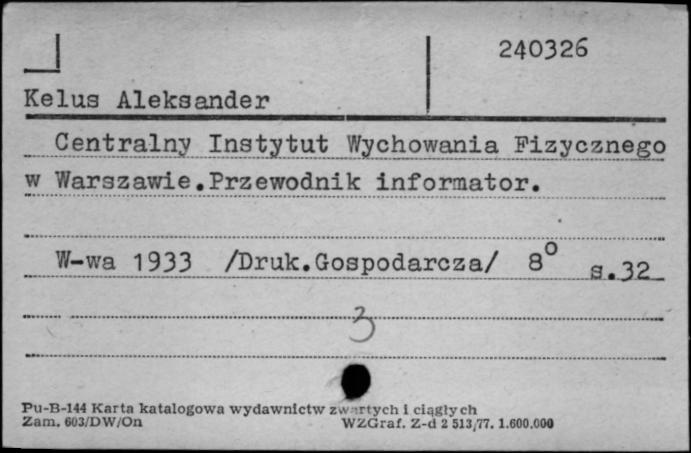 240326
Kelus Aleksander
Centralny Instytut Wychowania Fizycznego
w Warszawie.Przewodnik informator.
W-wa 1933 /Druk.Gospodarcza/ 8° s.32
3
Pu-B-144 Karta katalogowa wydawnictw zwartych i ciągłych
Zam. 603/DW/On WZGraf. Z-d 2 513/77. 1.600.000